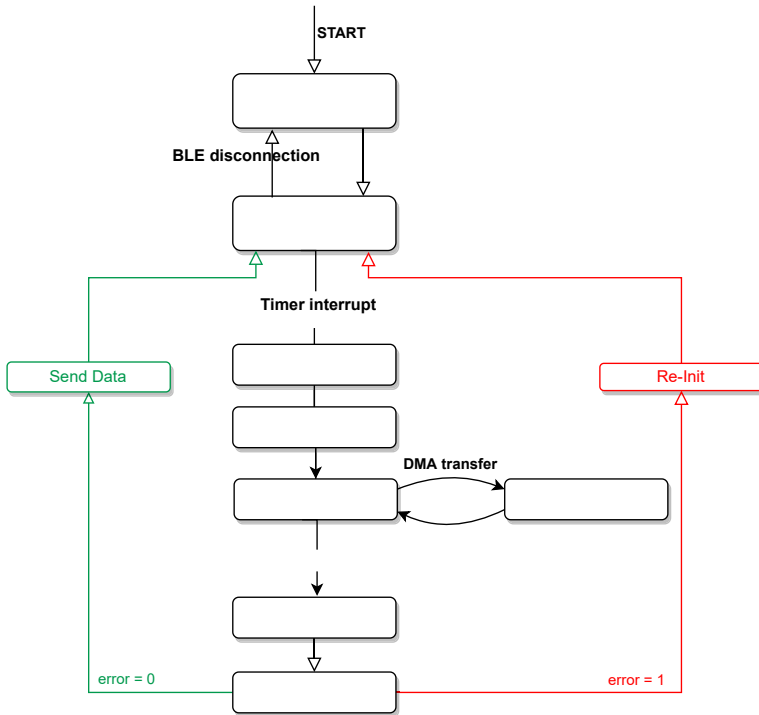 START
BLE disconnection
Timer interrupt
Send Data
Re-Init
DMA transfer
error = 0
error = 1